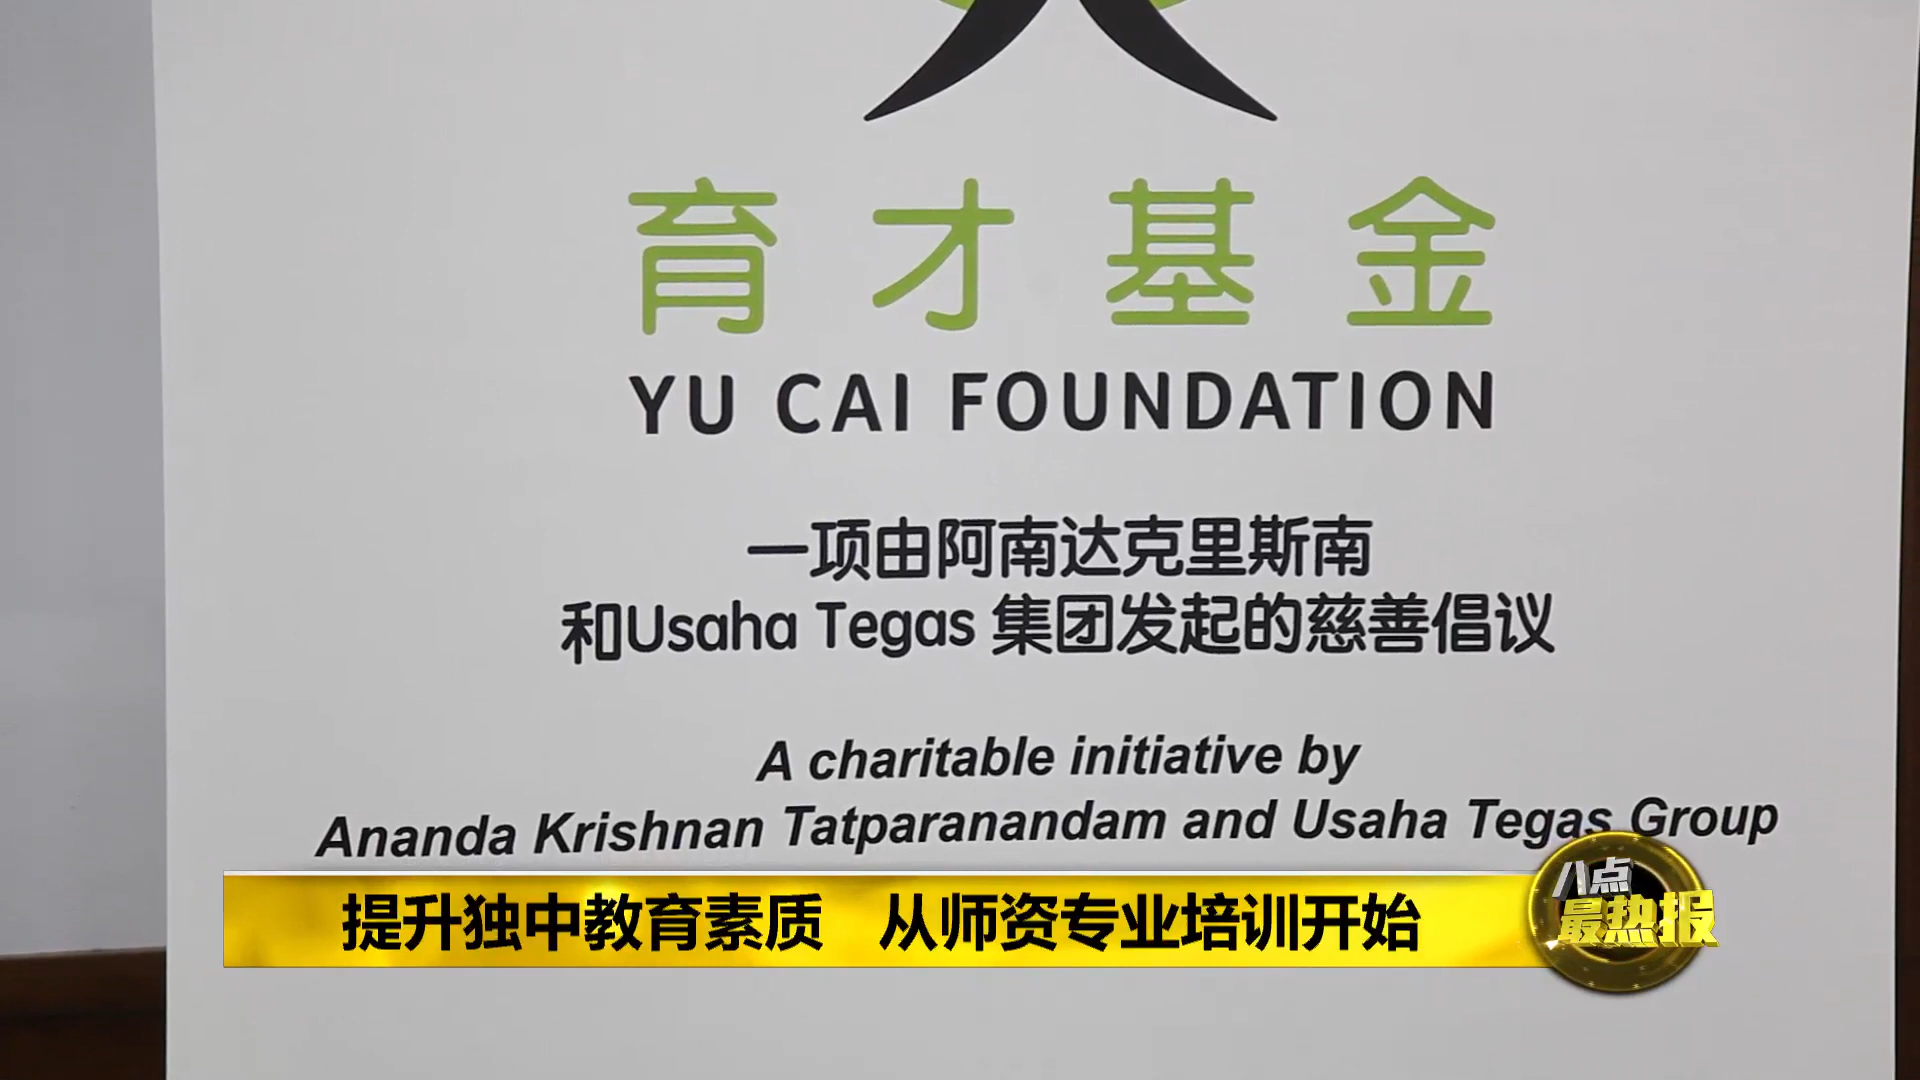 育才基金
YU CAI FOUNDATION
一项由阿南达克里斯南
和Usaha Tegas 集团发起的慈善倡议
A charitable initiative by
Ananda Krishnan Tatparanandam and Usaha Tegas Group
提升独中教育素质 从师资专业培训开始
八点
最热报